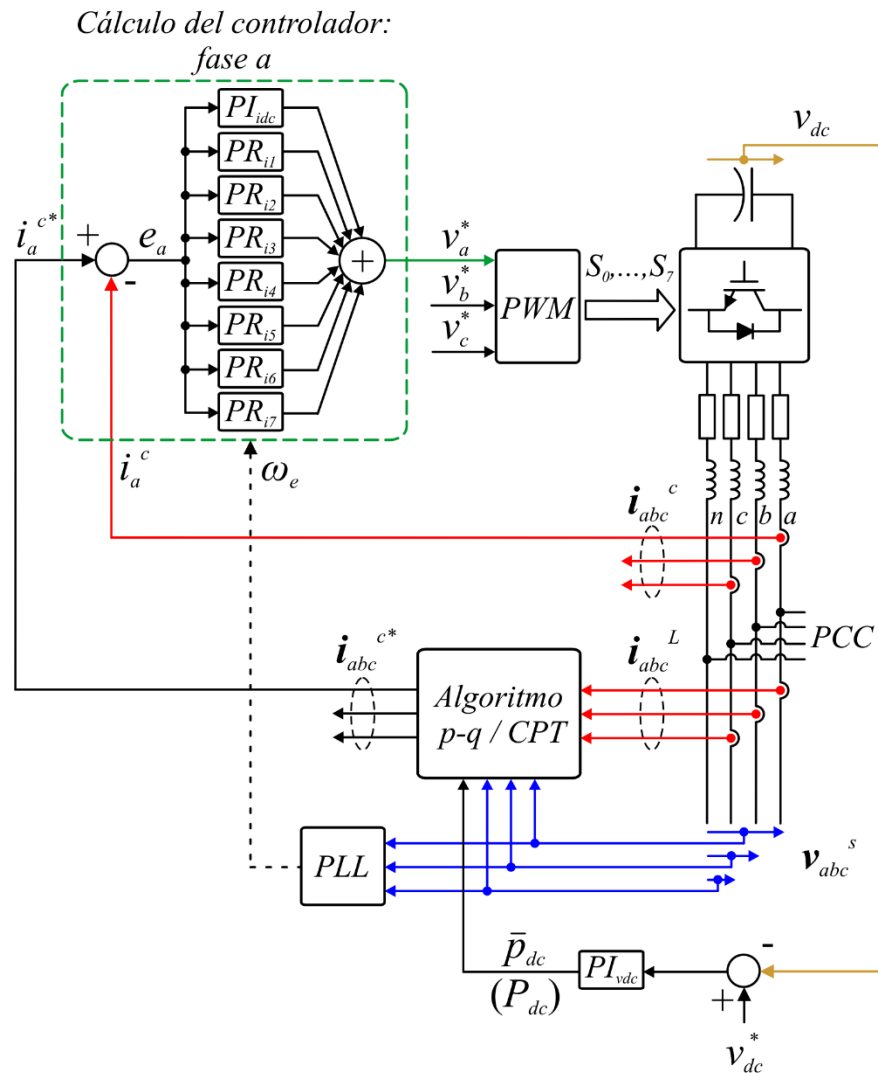 Cálculo del controlador:
fase a
PI_idc
PR_i1
PR_i2
PR_i3
PR_i4
PR_i5
PR_i6
PR_i7
i_a^c*
+
-
e_a
+
i_a^c
ω_e
v_a^*
v_b^*
v_c^*
PWM
S_0,...,S_7
v_dc
n c b a
i_abc^c
PCC
i_abc^c*
Algoritmo
p-q / CPT
i_abc^L
PLL
v_abc^s
p̄_dc
(P_dc)
PI_vdc
-
+
v_dc^*